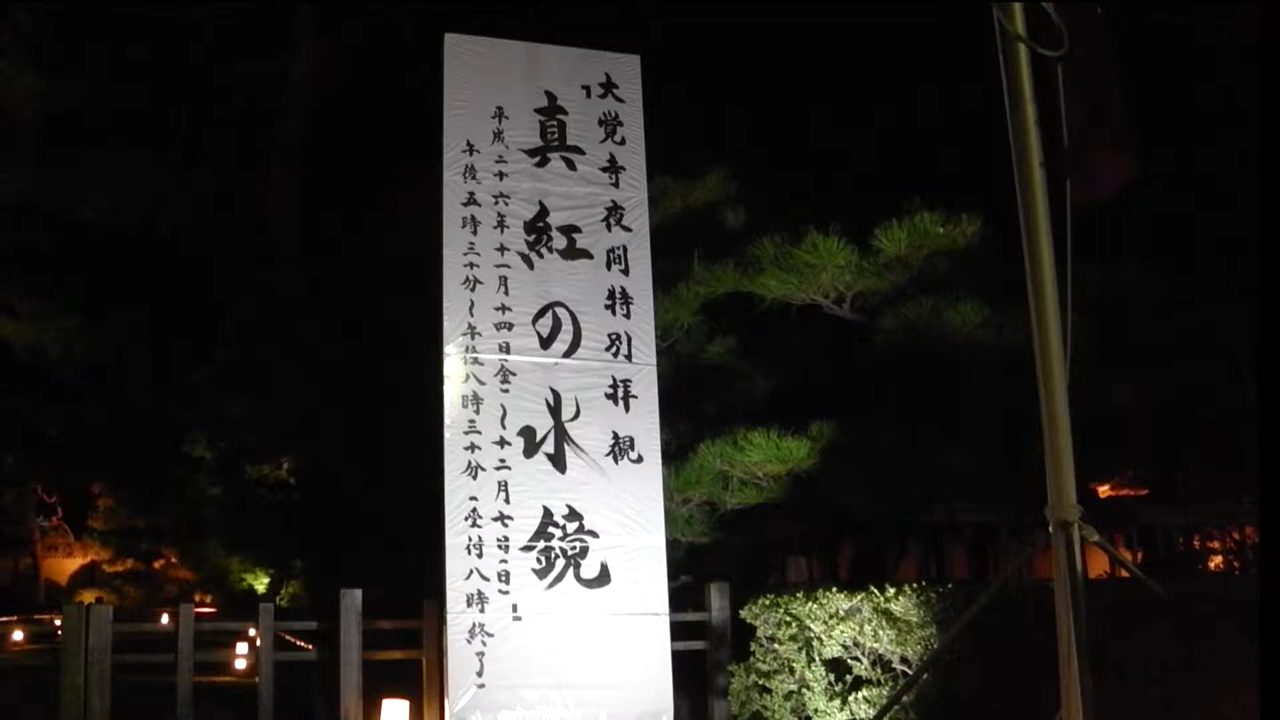 大覚寺夜間特別拝観
「真紅の水鏡」
平成二十六年十一月十四日(金)~十二月七日(日)
午後五時三十分~午後八時三十分(受付八時終了)